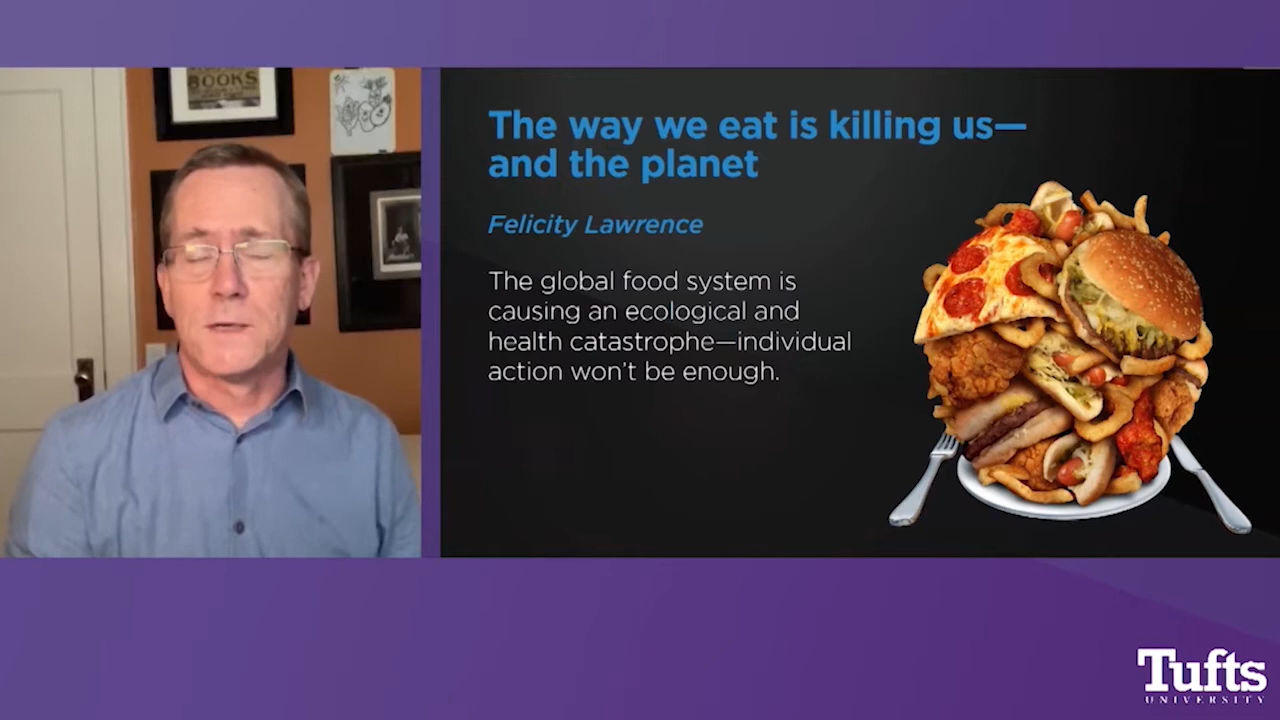 BOOKS
The way we eat is killing us—
and the planet
Felicity Lawrence
The global food system is
causing an ecological and
health catastrophe—individual
action won't be enough.
Tufts
UNIVERSITY